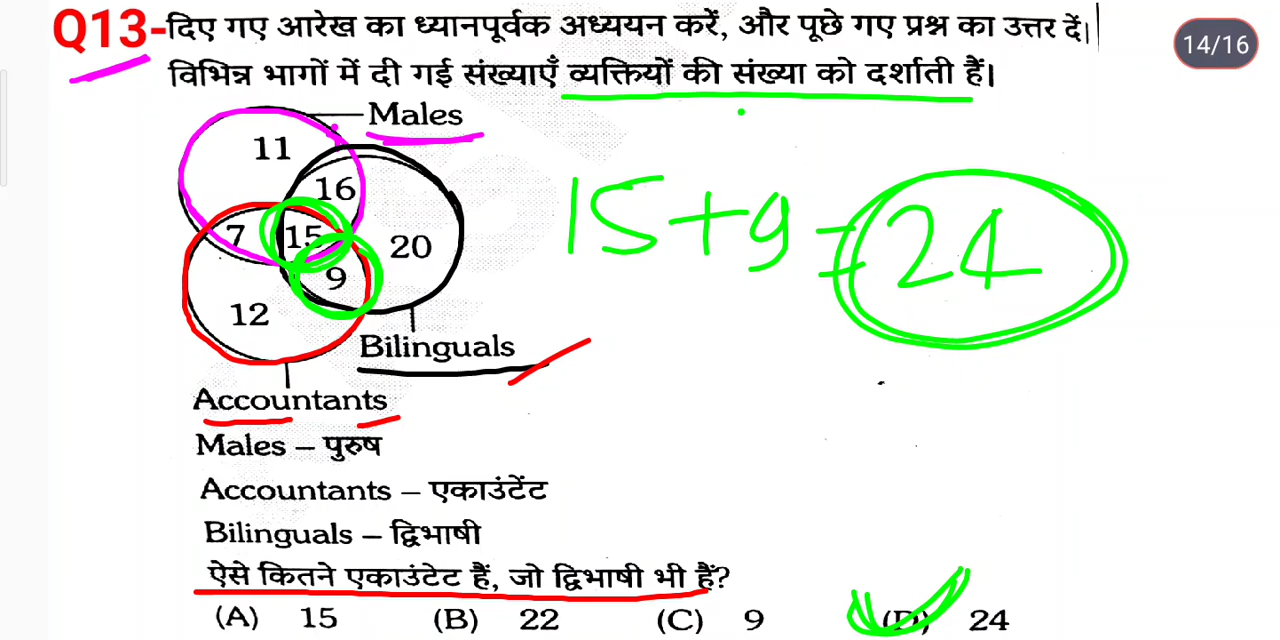 Q13-दिए गए आरेख का ध्यानपूर्वक अध्ययन करें, और पूछे गए प्रश्न का उत्तर दें।
14/16
विभिन्न भागों में दी गई संख्याएँ व्यक्तियों की संख्या को दर्शाती हैं।
Males
11
16
15+9=24
7 15 20
9
12
Bilinguals
Accountants
Males – पुरुष
Accountants – एकाउंटेंट
Bilinguals – द्विभाषी
ऐसे कितने एकाउंटेट हैं, जो द्विभाषी भी हैं?
(A) 15 (B) 22 (C) 9 (D) 24